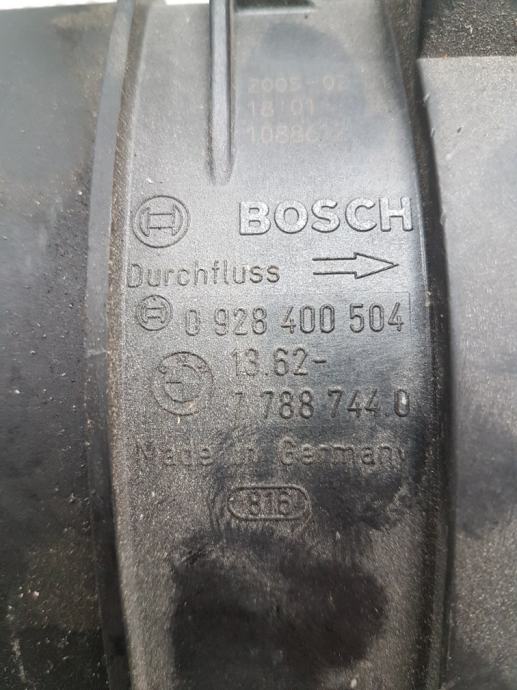 2005-02
18 01
BOSCH
Durchfluss
0 928 400 504
13.62-
7 788 744.0
Made in Germany
816